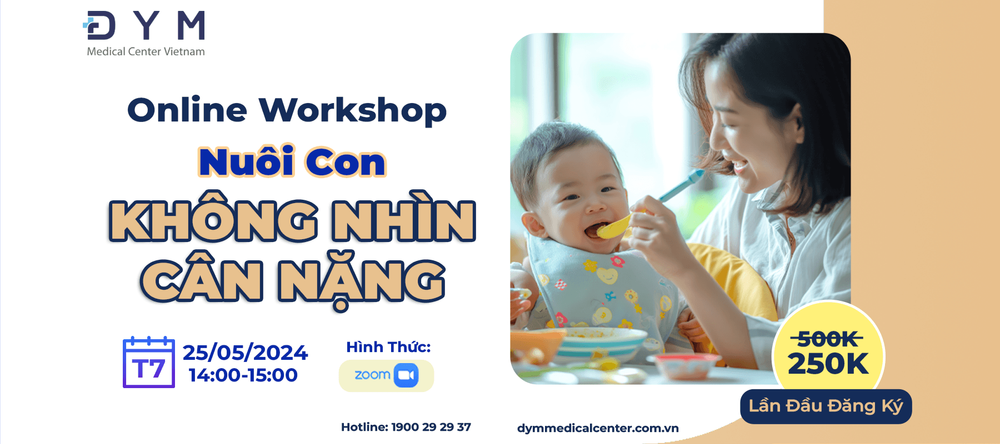 DYM
Medical Center Vietnam
Online Workshop
Nuôi Con
KHÔNG NHÌN
CÂN NẶNG
T7
25/05/2024
14:00-15:00
Hình Thức:
zoom
500K
250K
Lần Đầu Đăng Ký
Hotline: 1900 29 29 37
dymmedicalcenter.com.vn